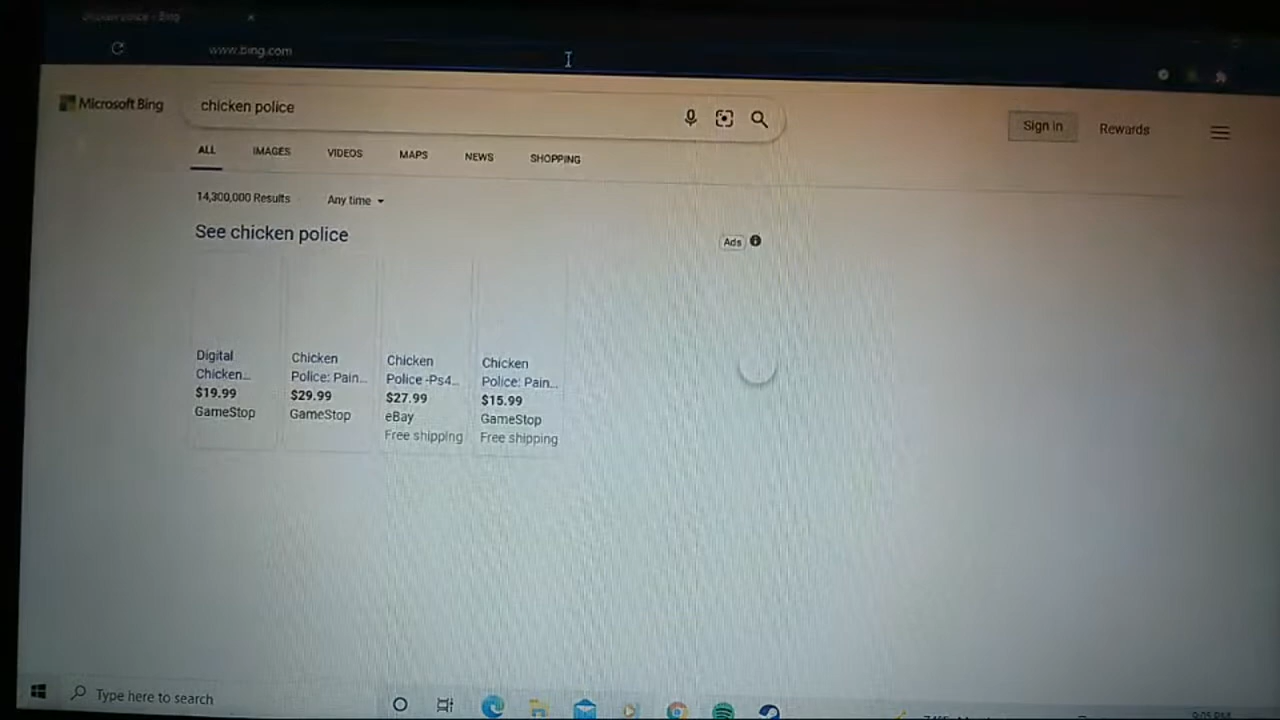 www.bing.com
Microsoft Bing
chicken police
Sign in
Rewards
ALL
IMAGES
VIDEOS
MAPS
NEWS
SHOPPING
14,300,000 Results
Any time
See chicken police
Ads
Digital
Chicken...
$19.99
GameStop
Chicken
Police: Pain...
$29.99
GameStop
Chicken
Police -Ps4...
$27.99
eBay
Free shipping
Chicken
Police: Pain...
$15.99
GameStop
Free shipping
Type here to search
9:05 PM